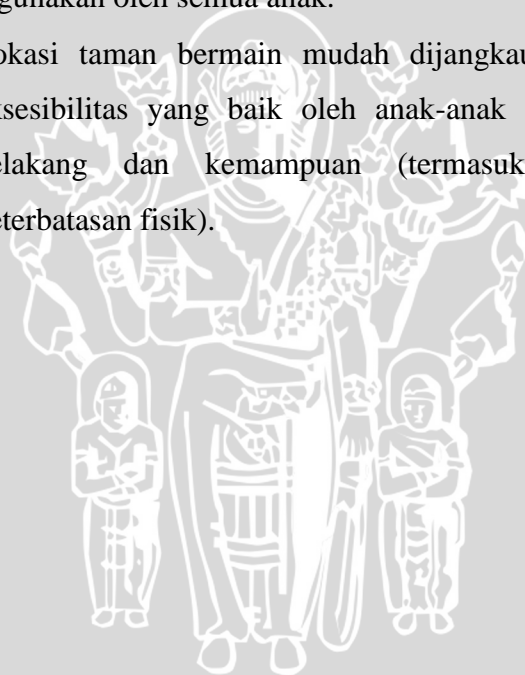 gunakan oleh semua anak.
okasi taman bermain mudah dijangkau
ksesibilitas yang baik oleh anak-anak
elakang dan kemampuan (termasuk
eterbatasan fisik).